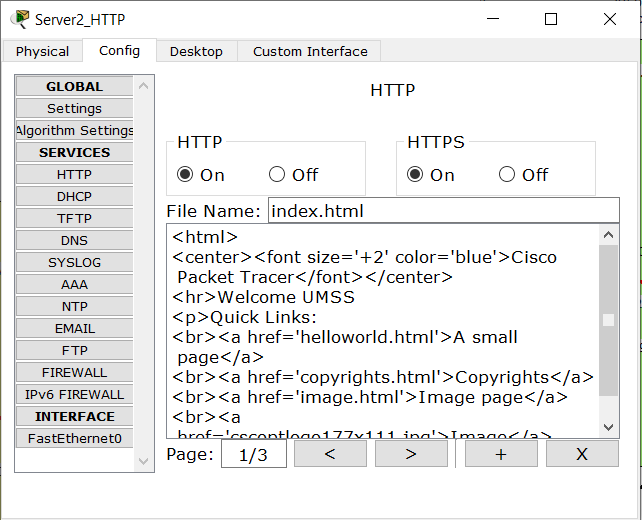 Server2_HTTP
Physical Config Desktop Custom Interface
GLOBAL
Settings
Algorithm Settings
SERVICES
HTTP
DHCP
TFTP
DNS
SYSLOG
AAA
NTP
EMAIL
FTP
FIREWALL
IPv6 FIREWALL
INTERFACE
FastEthernet0
HTTP
HTTP
On Off
HTTPS
On Off
File Name: index.html
<html>
<center><font size='+2' color='blue'>Cisco
Packet Tracer</font></center>
<hr>Welcome UMSS
<p>Quick Links:
<br><a href='helloworld.html'>A small
page</a>
<br><a href='copyrights.html'>Copyrights</a>
<br><a href='image.html'>Image page</a>
<br><a
href='cscoptlogo177x111.jpg'>Image</a>
Page: 1/3 < > + X